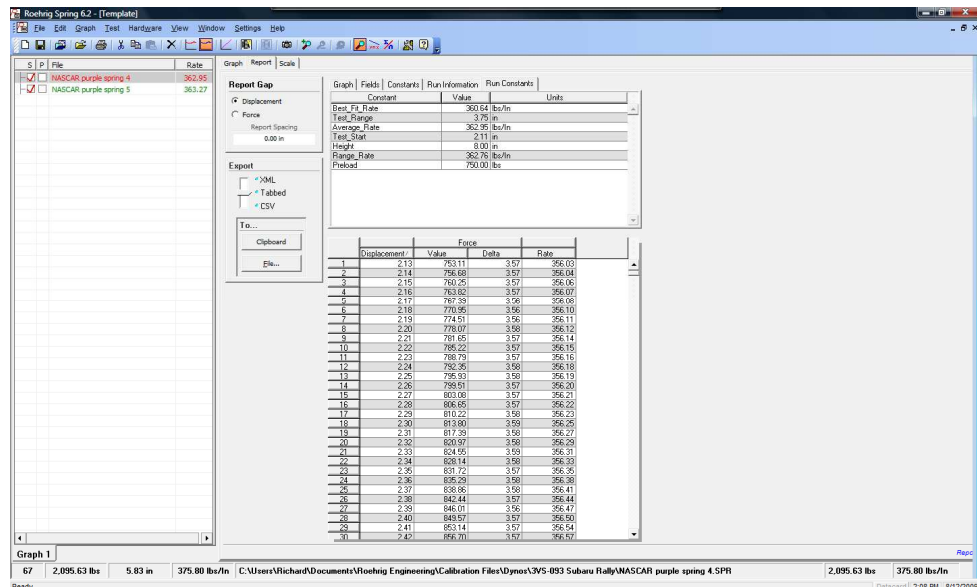 Roehrig Spring 6.2 - [Template]
File Edit Graph Test Hardware View Window Settings Help
S P File Rate
NASCAR purple spring 4 362.95
NASCAR purple spring 5 363.27
Graph Report Scale
Report Gap
Displacement
Force
Report Spacing
0.00 in
Export
XML
Tabbed
CSV
To...
Clipboard
File...
Graph Fields Constants Run Information Run Constants
Constant Value Units
Best_Fit_Rate 360.64 lbs/In
Test_Range 3.75 in
Average_Rate 362.95 lbs/In
Test_Start 2.11 in
Height 8.00 in
Range_Rate 362.76 lbs/In
Preload 750.00 lbs
Force
Displacement/ Value Delta Rate
1 2.13 753.11 3.57 356.03
2 2.14 756.68 3.57 356.04
3 2.15 760.25 3.57 356.06
4 2.16 763.82 3.57 356.07
5 2.17 767.39 3.56 356.08
6 2.18 770.95 3.56 356.10
7 2.19 774.51 3.56 356.11
8 2.20 778.07 3.58 356.12
9 2.21 781.65 3.57 356.14
10 2.22 785.22 3.57 356.15
11 2.23 788.79 3.57 356.16
12 2.24 792.35 3.58 356.18
13 2.25 795.93 3.58 356.19
14 2.26 799.51 3.57 356.20
15 2.27 803.08 3.57 356.21
16 2.28 806.65 3.57 356.22
17 2.29 810.22 3.58 356.23
18 2.30 813.80 3.59 356.25
19 2.31 817.39 3.58 356.27
20 2.32 820.97 3.58 356.29
21 2.33 824.55 3.59 356.31
22 2.34 828.14 3.58 356.33
23 2.35 831.72 3.57 356.35
24 2.36 835.29 3.58 356.38
25 2.37 838.86 3.58 356.41
26 2.38 842.44 3.57 356.44
27 2.39 846.01 3.56 356.47
28 2.40 849.57 3.57 356.50
29 2.41 853.14 3.57 356.54
30 2.42 856.70 3.57 356.57
Graph 1
67 2,095.63 lbs 5.83 in 375.80 lbs/In C:\Users\Richard\Documents\Roehrig Engineering\Calibration Files\Dynos\3VS-093 Subaru Rally\NASCAR purple spring 4.SPR 2,095.63 lbs 375.80 lbs/In
Ready 2:08 PM